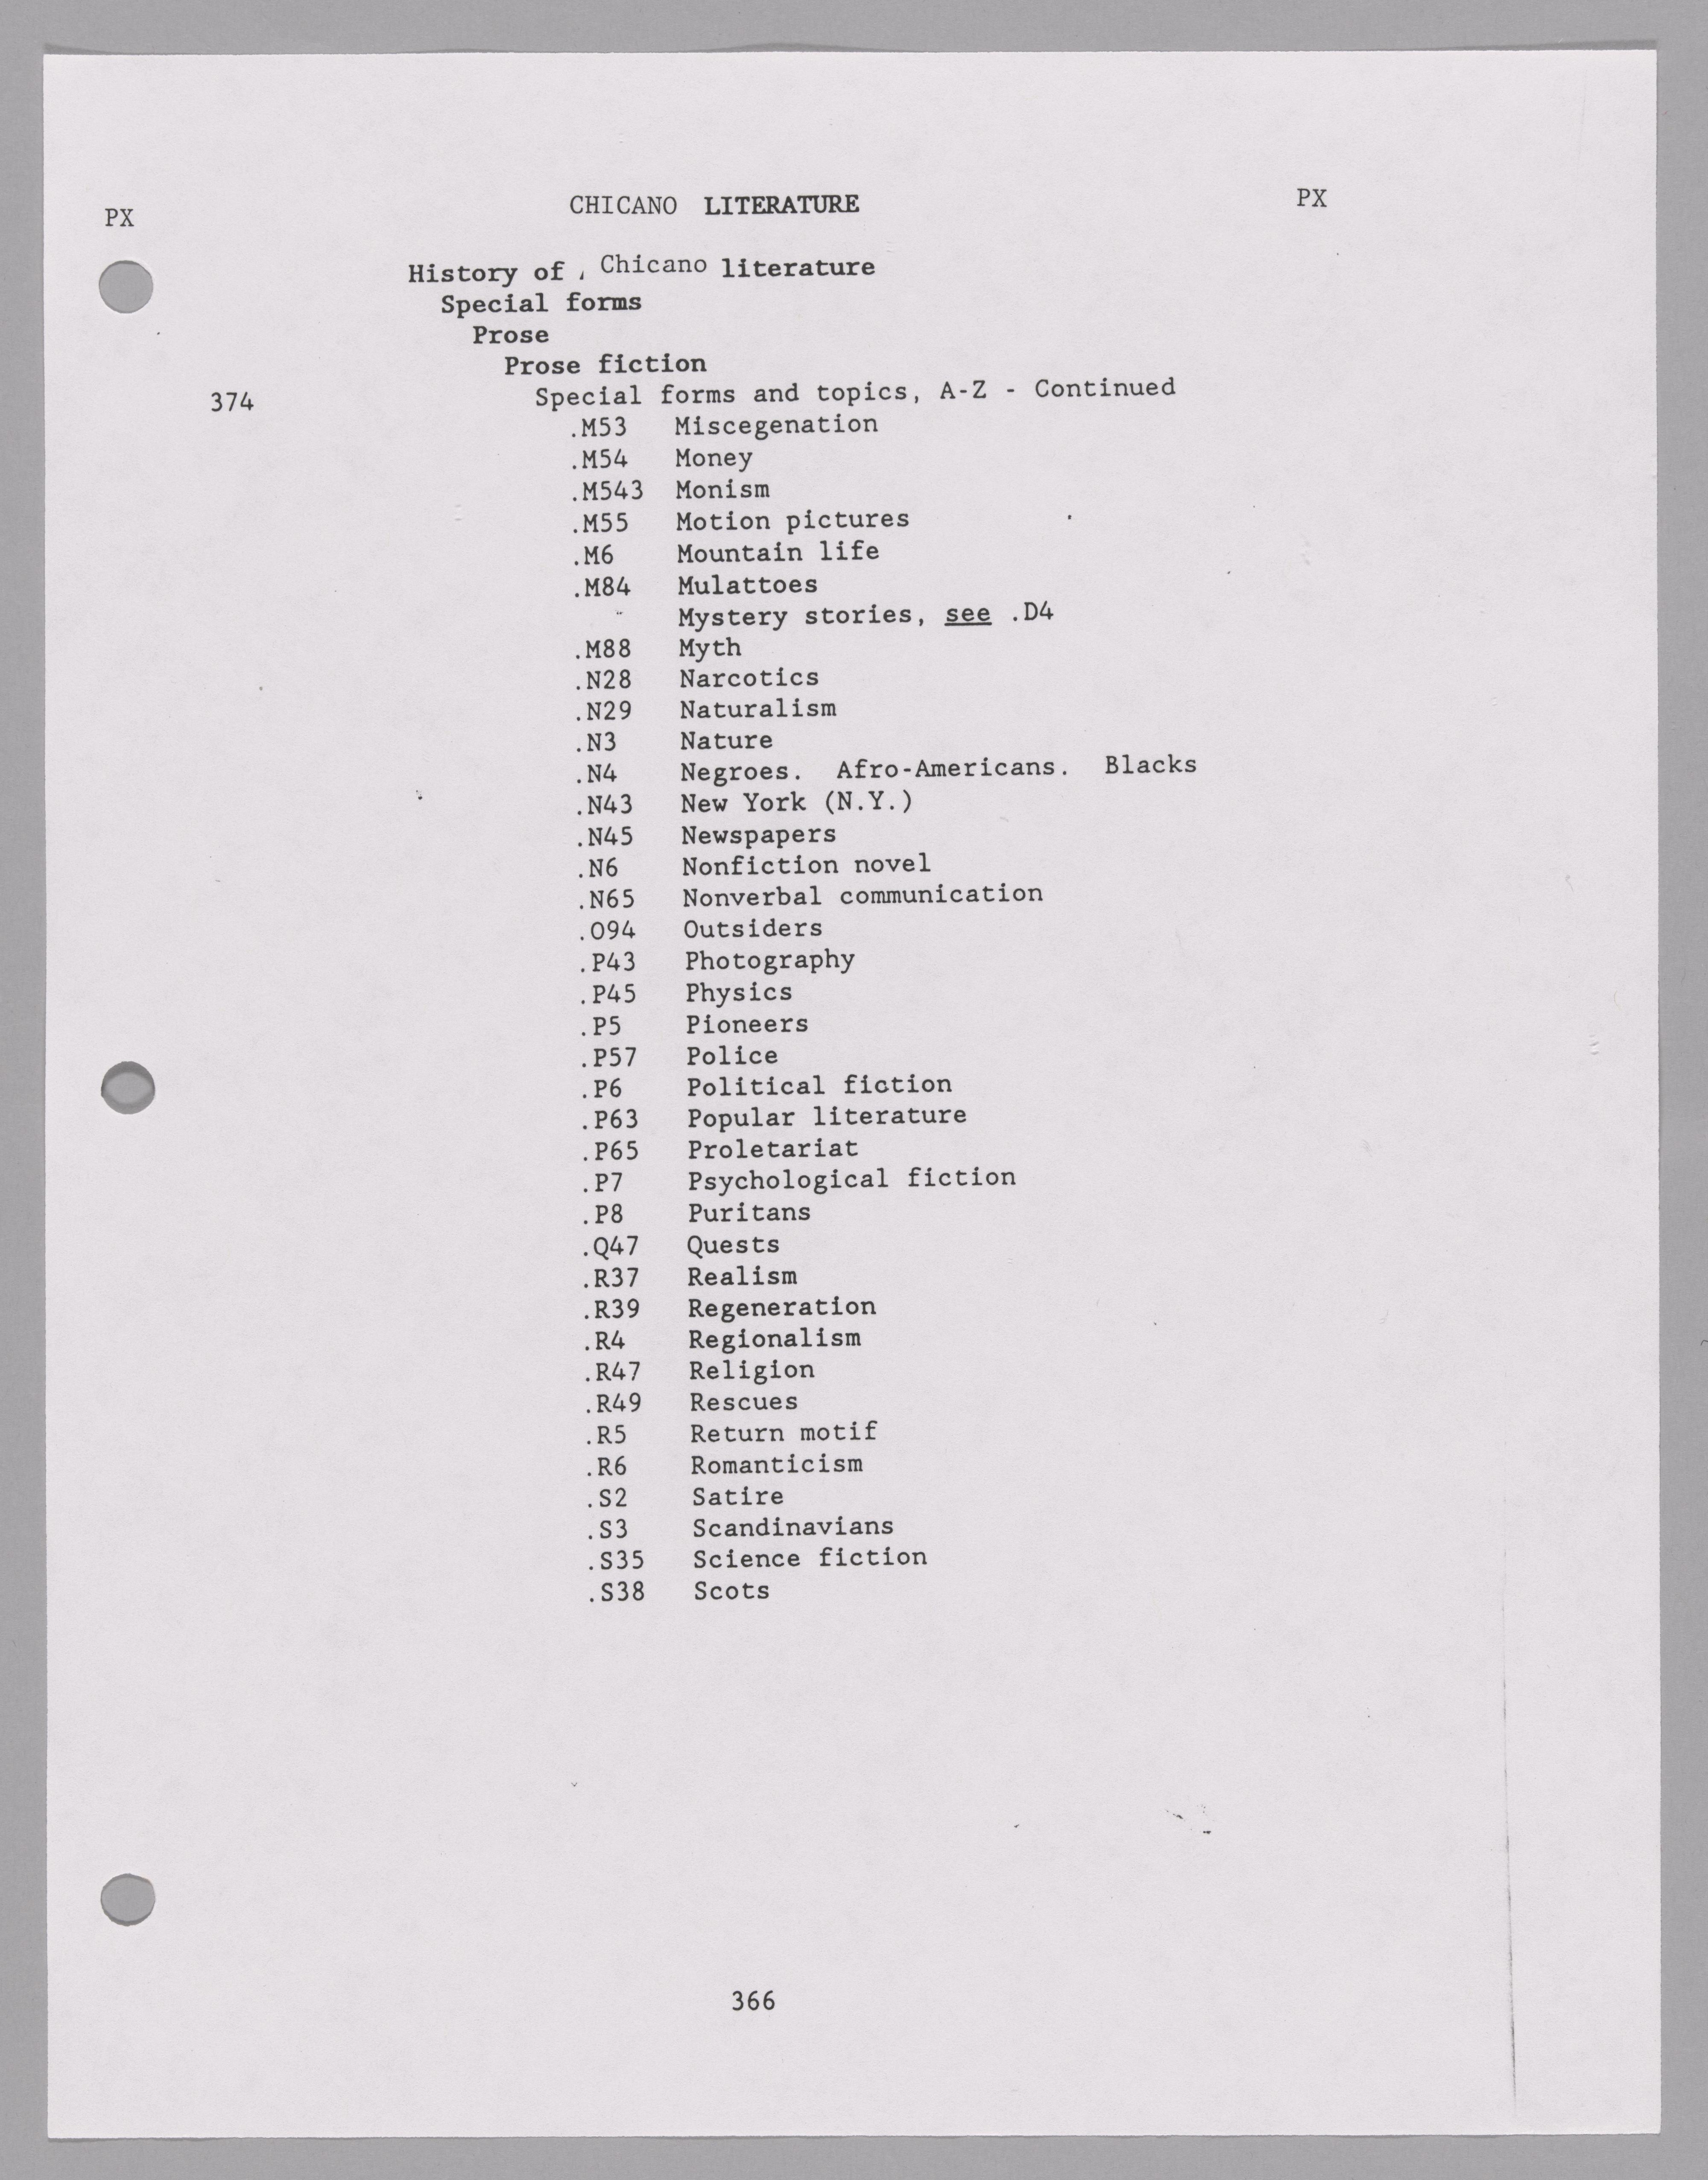 PX CHICANO LITERATURE PX
History of Chicano literature
Special forms
Prose
Prose fiction
374 Special forms and topics, A-Z - Continued
.M53 Miscegenation
.M54 Money
.M543 Monism
.M55 Motion pictures
.M6 Mountain life
.M84 Mulattoes
Mystery stories, see .D4
.M88 Myth
.N28 Narcotics
.N29 Naturalism
.N3 Nature
.N4 Negroes. Afro-Americans. Blacks
.N43 New York (N.Y.)
.N45 Newspapers
.N6 Nonfiction novel
.N65 Nonverbal communication
.O94 Outsiders
.P43 Photography
.P45 Physics
.P5 Pioneers
.P57 Police
.P6 Political fiction
.P63 Popular literature
.P65 Proletariat
.P7 Psychological fiction
.P8 Puritans
.Q47 Quests
.R37 Realism
.R39 Regeneration
.R4 Regionalism
.R47 Religion
.R49 Rescues
.R5 Return motif
.R6 Romanticism
.S2 Satire
.S3 Scandinavians
.S35 Science fiction
.S38 Scots
366